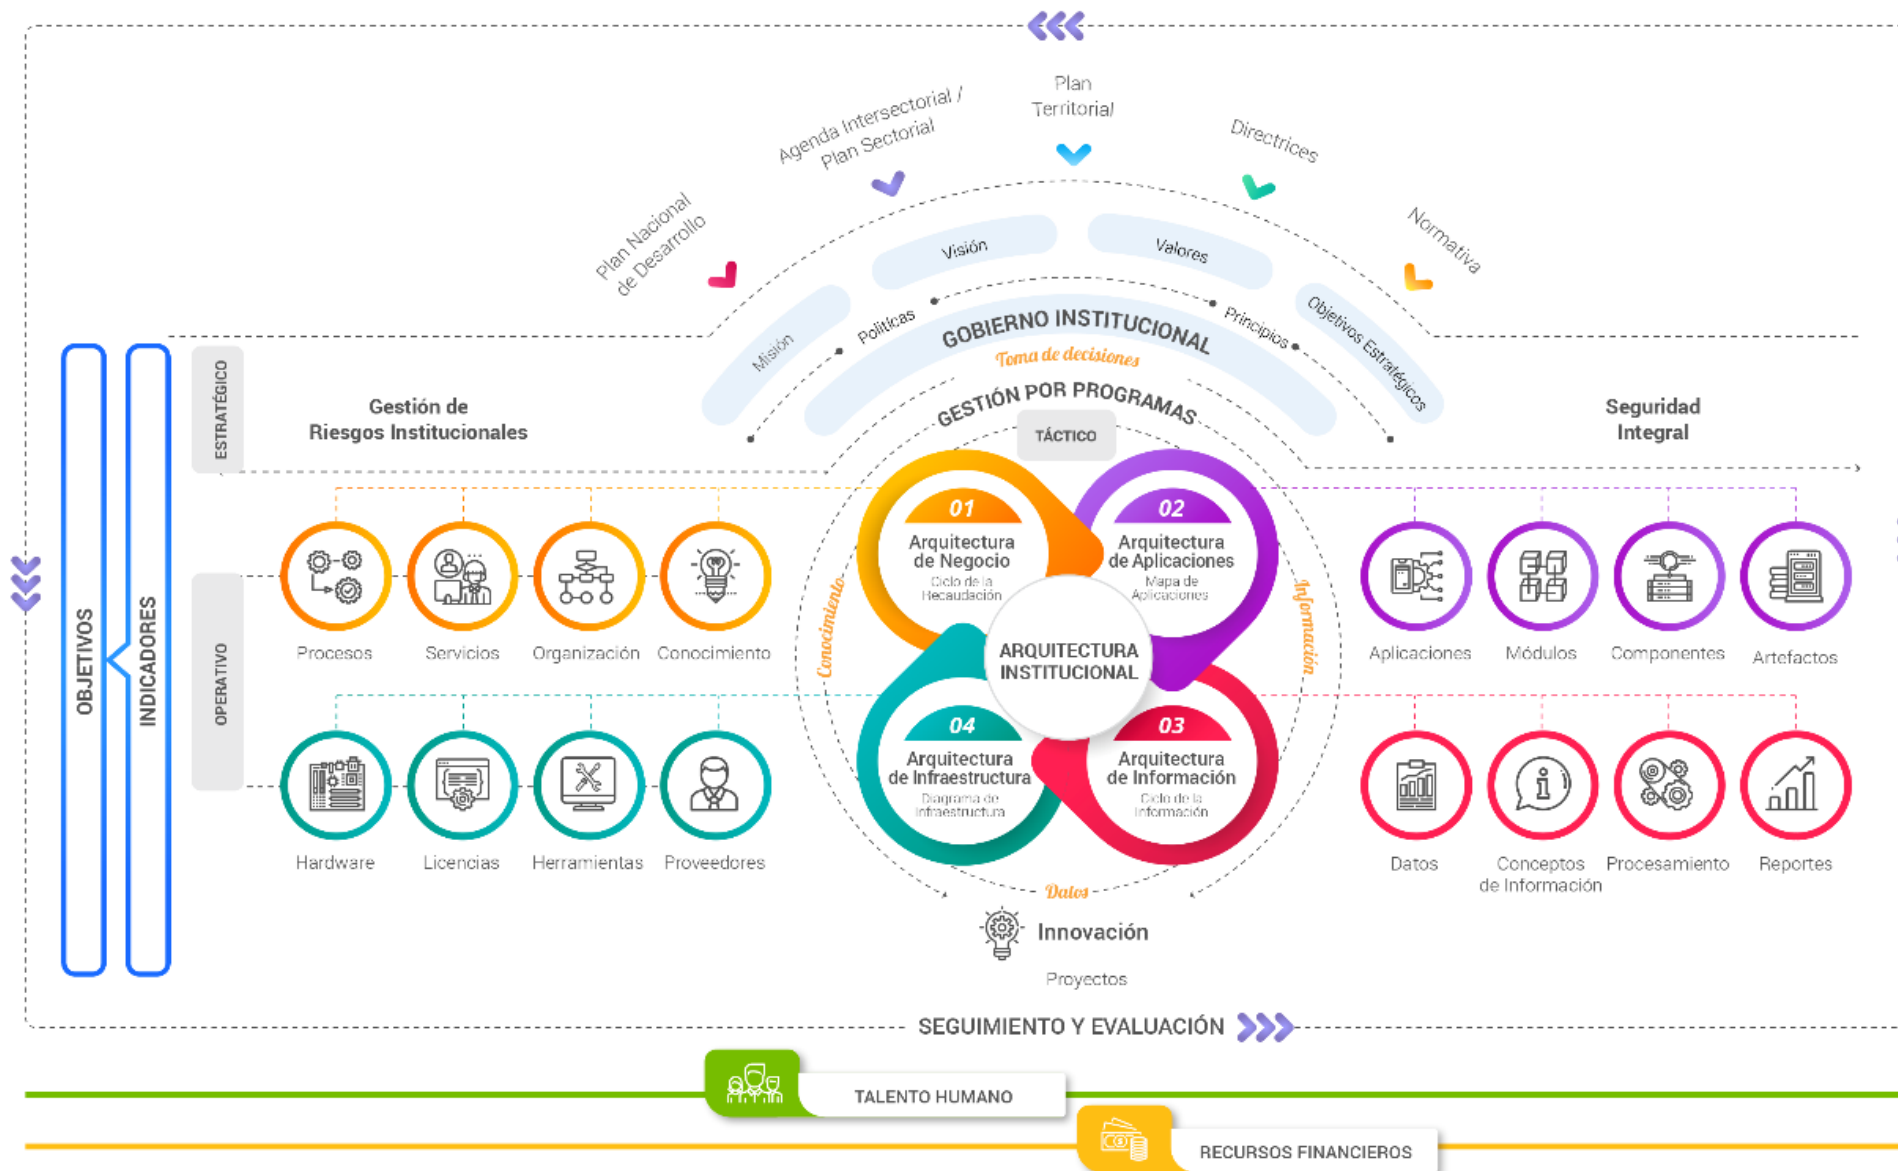 Plan
Territorial
Agenda Intersectorial /
Plan Sectorial
Directrices
Plan Nacional
de Desarrollo
Normativa
Visión
Valores
Misión
Objetivos Estratégicos
Políticas
Principios
GOBIERNO INSTITUCIONAL
Toma de decisiones
GESTIÓN POR PROGRAMAS
TÁCTICO
ESTRATÉGICO
Gestión de
Riesgos Institucionales
Seguridad
Integral
OBJETIVOS
INDICADORES
OPERATIVO
Procesos
Servicios
Organización
Conocimiento
Conocimiento
01
Arquitectura
de Negocio
Ciclo de la
Recaudación
02
Arquitectura
de Aplicaciones
Mapa de
Aplicaciones
Información
Aplicaciones
Módulos
Componentes
Artefactos
ARQUITECTURA
INSTITUCIONAL
Hardware
Licencias
Herramientas
Proveedores
04
Arquitectura
de Infraestructura
Diagrama de
Infraestructura
03
Arquitectura
de Información
Ciclo de la
Información
Datos
Conceptos
de Información
Procesamiento
Reportes
Datos
Innovación
Proyectos
SEGUIMIENTO Y EVALUACIÓN
TALENTO HUMANO
RECURSOS FINANCIEROS